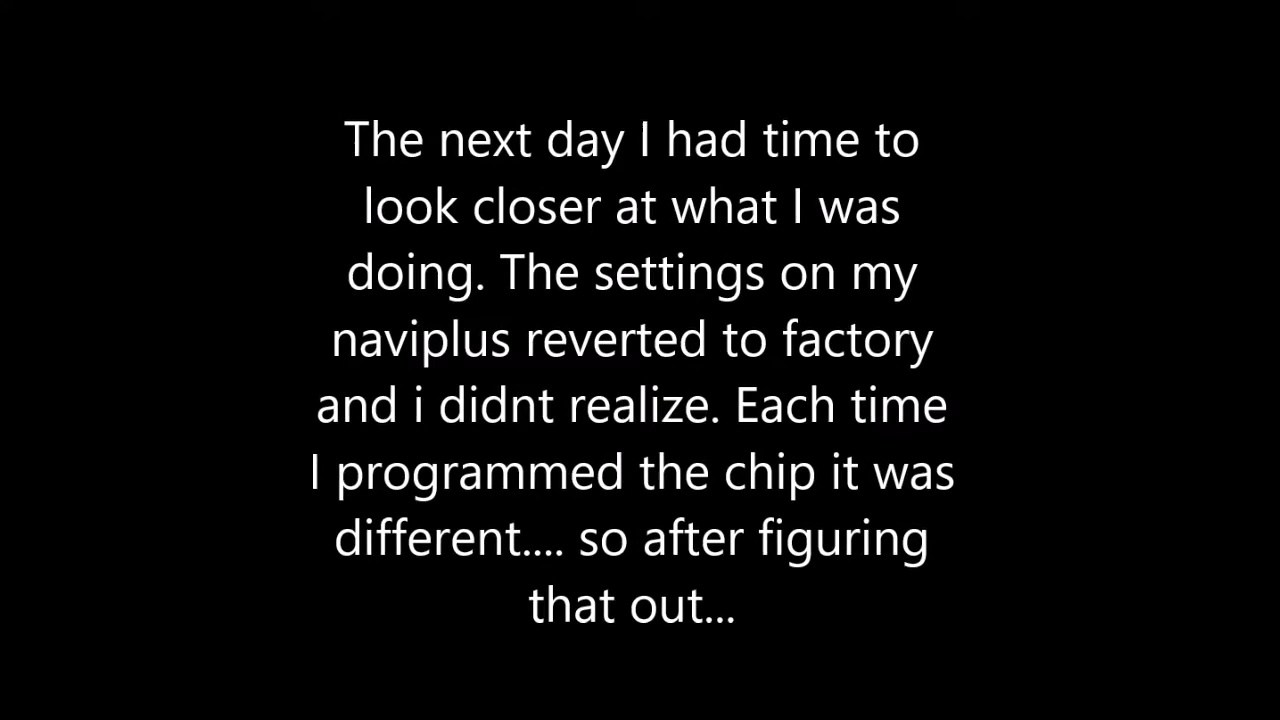 The next day I had time to
look closer at what I was
doing. The settings on my
naviplus reverted to factory
and i didnt realize. Each time
I programmed the chip it was
different.... so after figuring
that out...